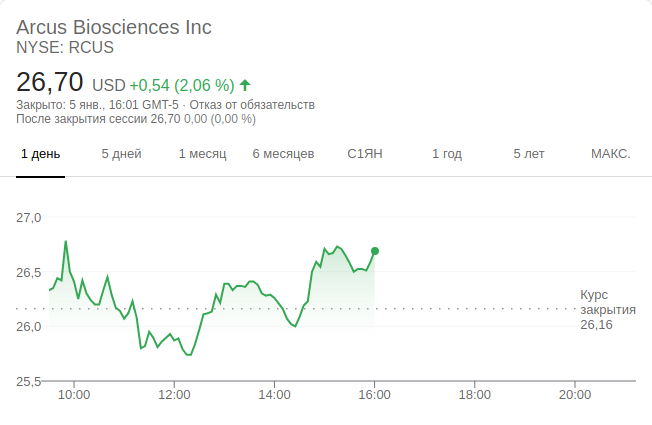 Arcus Biosciences Inc
NYSE: RCUS
26,70 USD +0,54 (2,06 %)
Закрыто: 5 янв., 16:01 GMT-5 · Отказ от обязательств
После закрытия сессии 26,70 0,00 (0,00 %)
1 день 5 дней 1 месяц 6 месяцев С1ЯН 1 год 5 лет МАКС.
27,0
26,5
Курс
закрытия
26,16
26,0
25,5
10:00 12:00 14:00 16:00 18:00 20:00